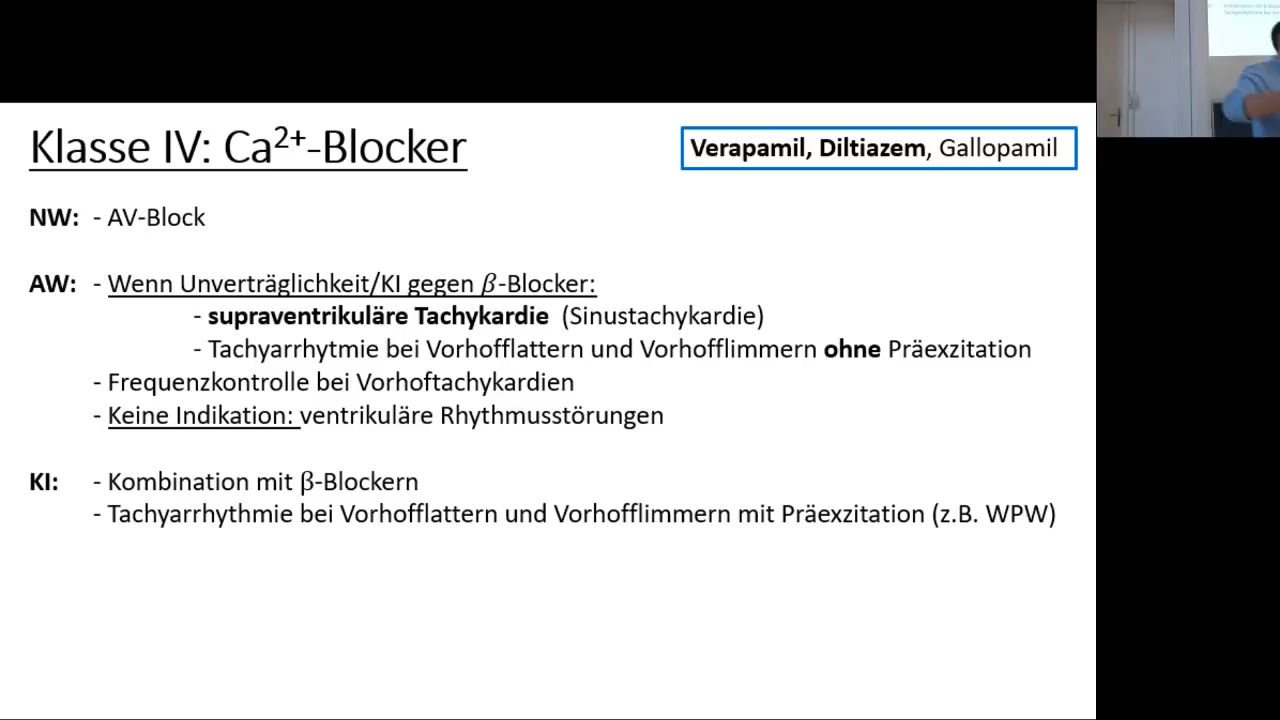 Klasse IV: Ca²⁺-Blocker
Verapamil, Diltiazem, Gallopamil
NW: - AV-Block
AW: - Wenn Unverträglichkeit/KI gegen β-Blocker:
- supraventrikuläre Tachykardie (Sinustachykardie)
- Tachyarrhytmie bei Vorhofflattern und Vorhofflimmern ohne Präexzitation
- Frequenzkontrolle bei Vorhoftachykardien
- Keine Indikation: ventrikuläre Rhythmusstörungen
KI: - Kombination mit β-Blockern
- Tachyarrhythmie bei Vorhofflattern und Vorhofflimmern mit Präexzitation (z.B. WPW)